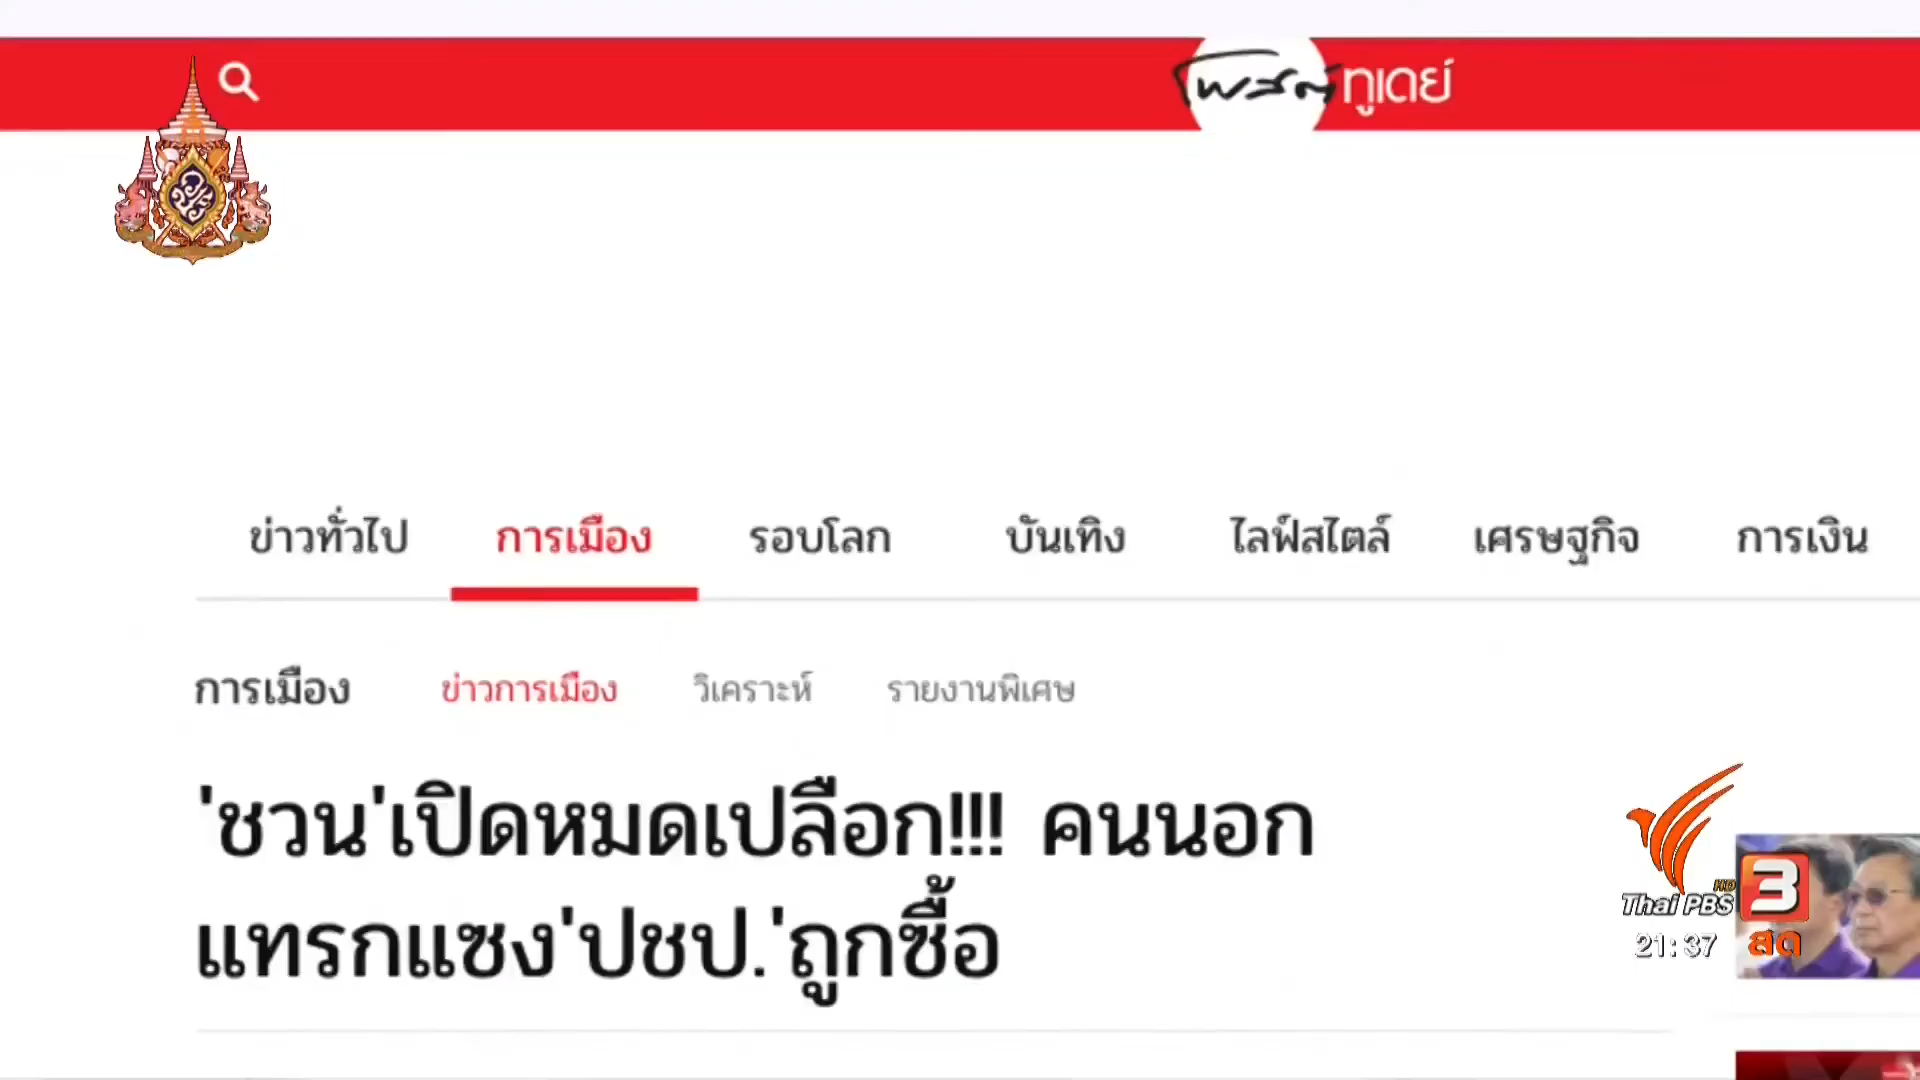 โพสต์ทูเดย์
ข่าวทั่วไป การเมือง รอบโลก บันเทิง ไลฟ์สไตล์ เศรษฐกิจ การเงิน
การเมือง ข่าวการเมือง วิเคราะห์ รายงานพิเศษ
'ชวน'เปิดหมดเปลือก!!! คนนอก
แทรกแซง'ปชป.'ถูกซื้อ
Thai PBS HD 3
21:37 สด